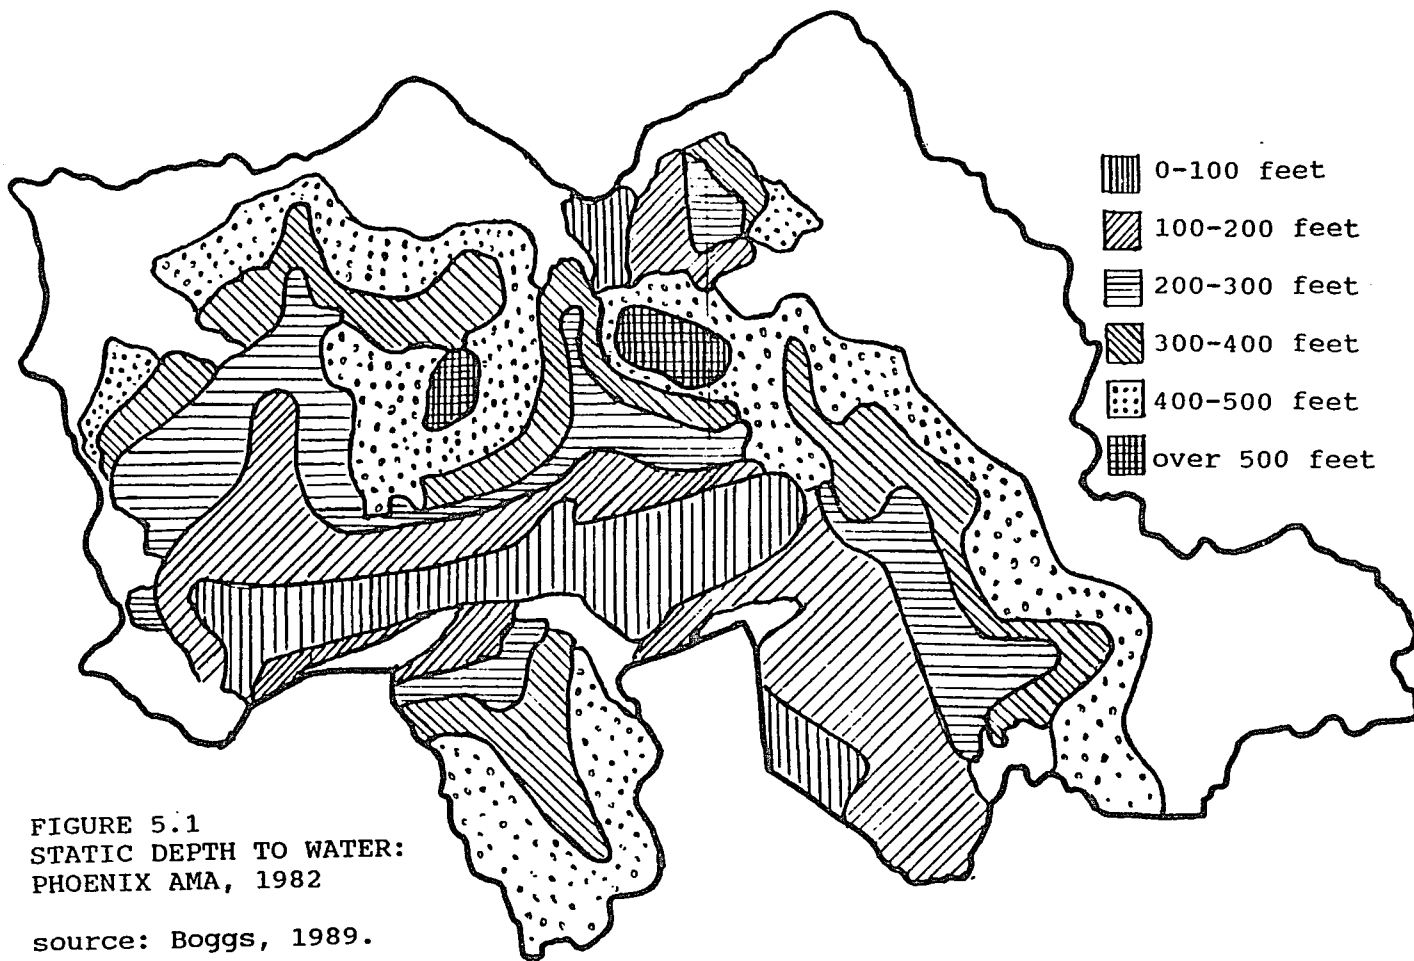 0-100 feet
100-200 feet
200-300 feet
300-400 feet
400-500 feet
over 500 feet
FIGURE 5.1
STATIC DEPTH TO WATER:
PHOENIX AMA, 1982
source: Boggs, 1989.